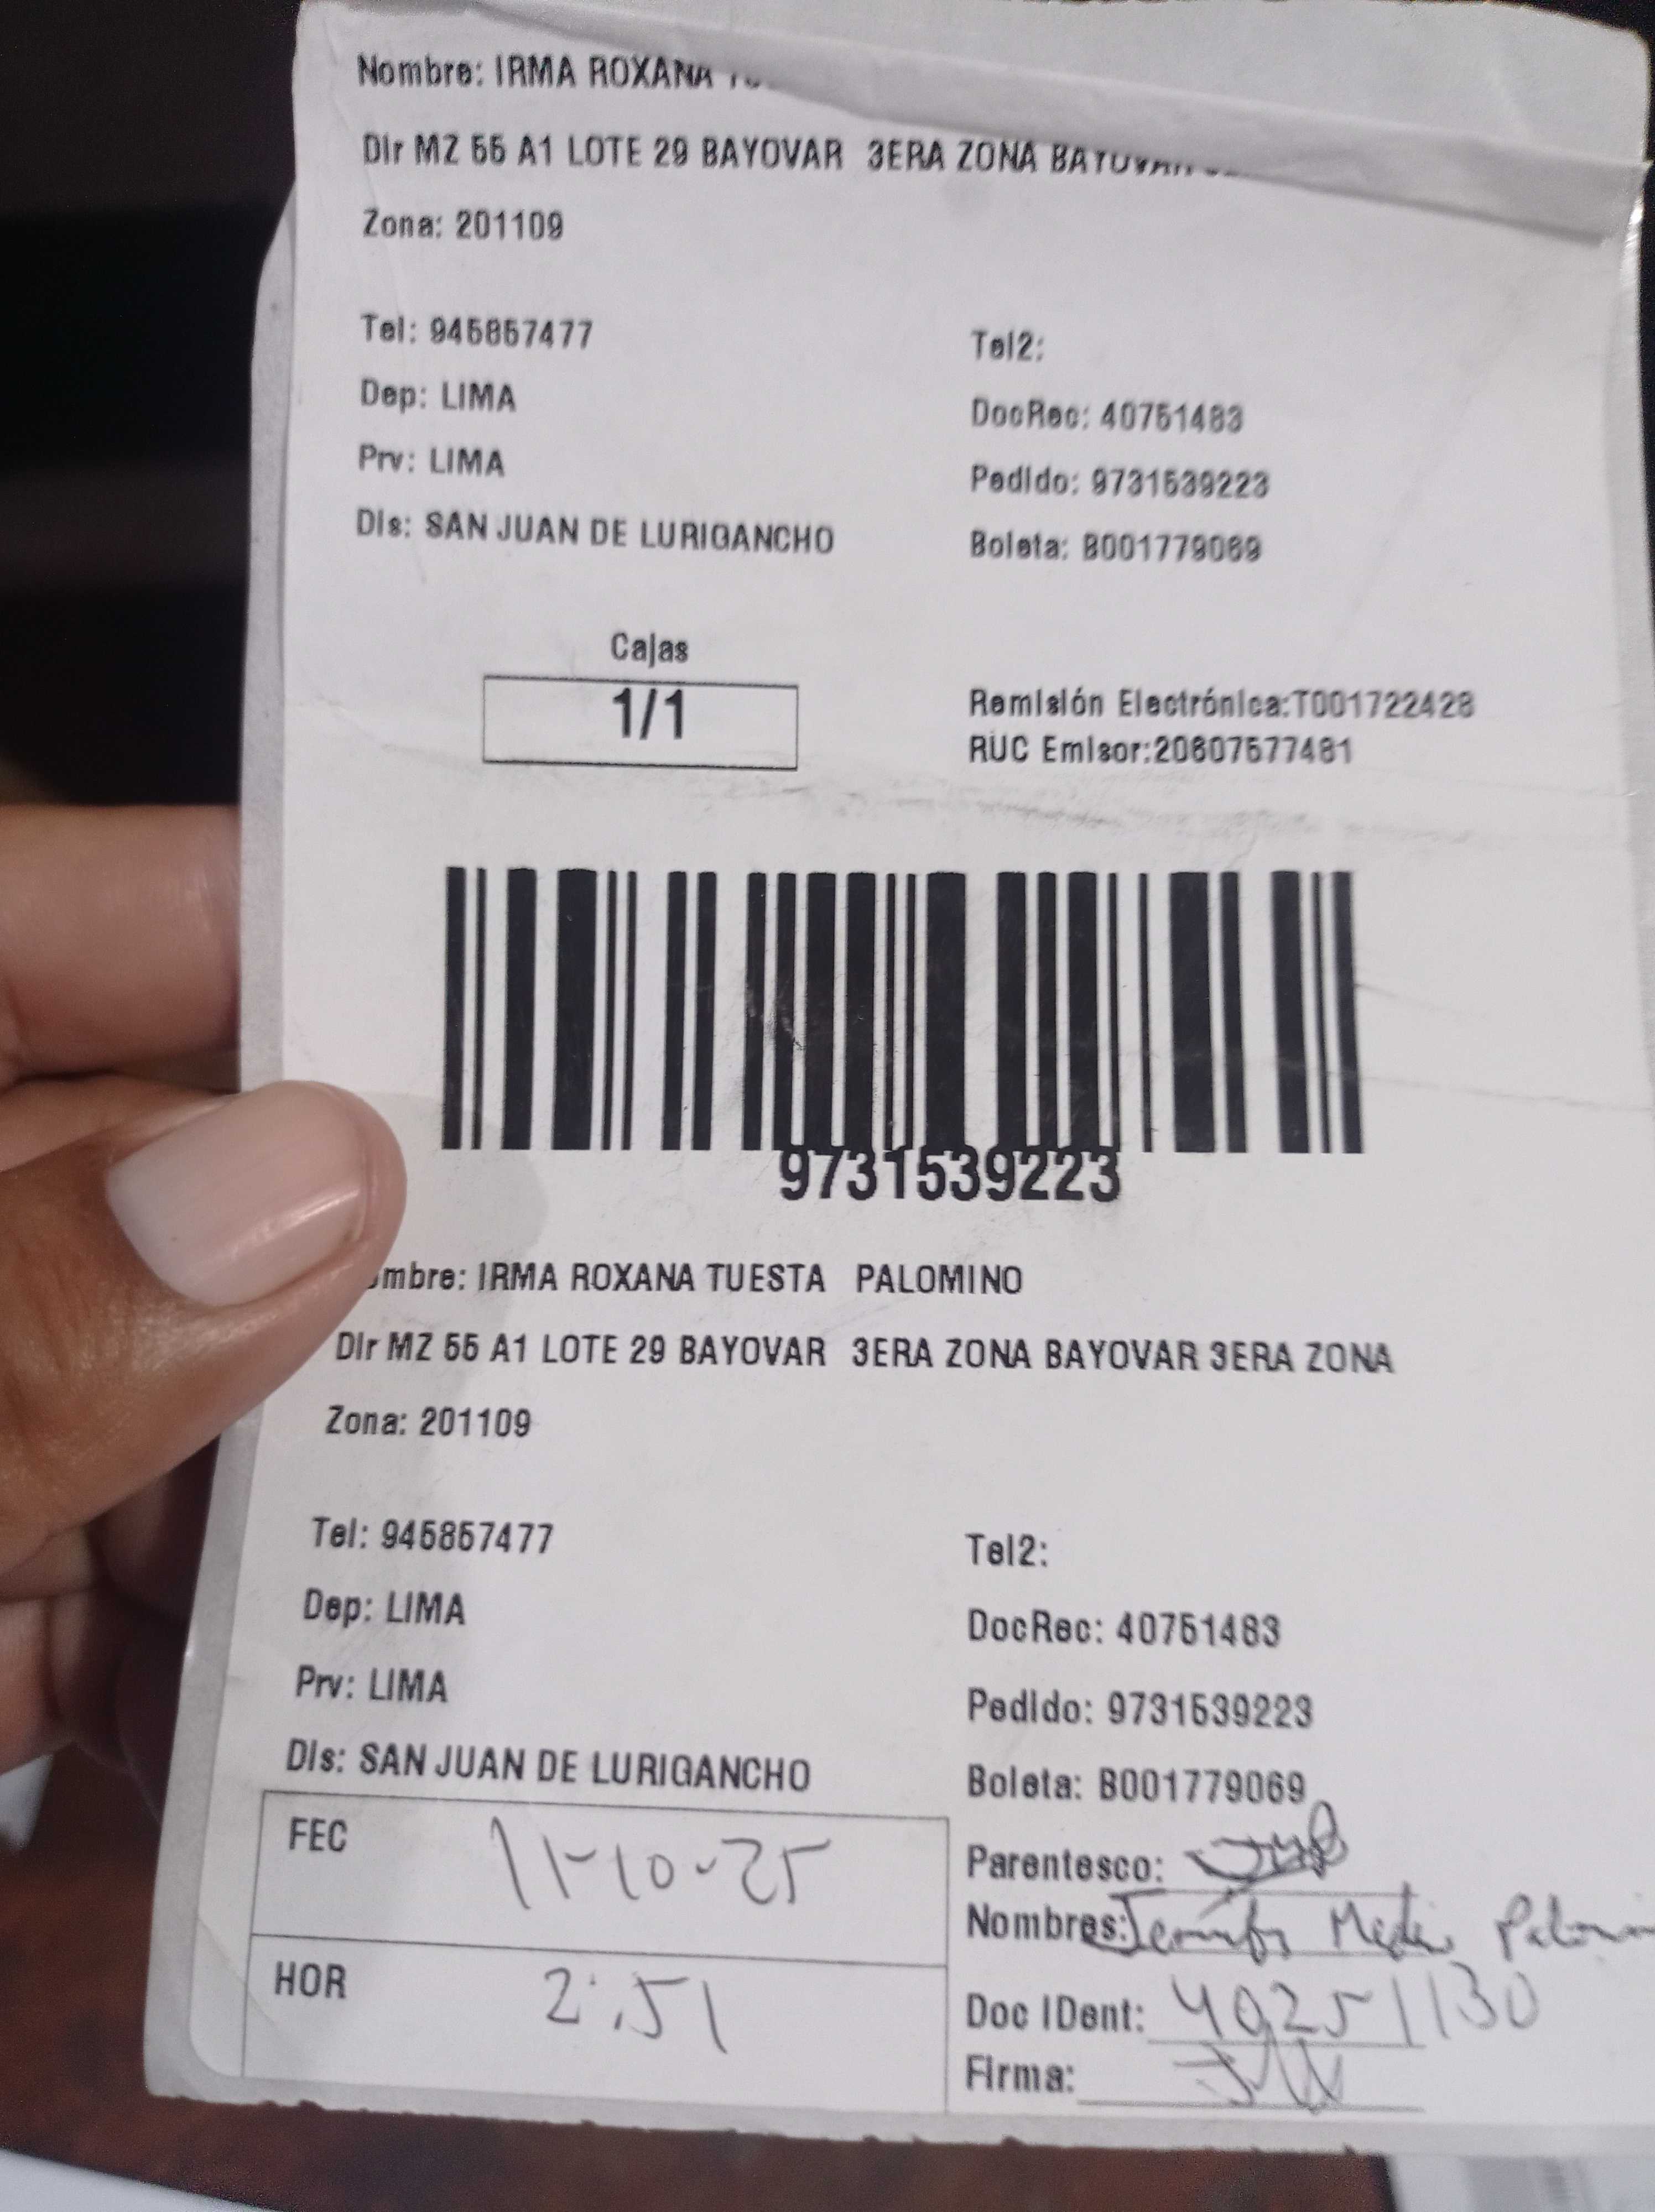 Nombre: IRMA ROXANA
Dir MZ 55 A1 LOTE 29 BAYOVAR 3ERA ZONA BAYOVAR
Zona: 201109
Tel: 945857477
Tel2:
Dep: LIMA
DocRec: 40751483
Prv: LIMA
Pedido: 9731539223
Dis: SAN JUAN DE LURIGANCHO
Boleta: B001779069
Cajas
1/1
Remisión Electrónica:T001722428
RUC Emisor:20607577481
9731539223
ombre: IRMA ROXANA TUESTA PALOMINO
Dir MZ 55 A1 LOTE 29 BAYOVAR 3ERA ZONA BAYOVAR 3ERA ZONA
Zona: 201109
Tel: 945857477
Tel2:
Dep: LIMA
DocRec: 40751483
Prv: LIMA
Pedido: 9731539223
Dis: SAN JUAN DE LURIGANCHO
Boleta: B001779069
FEC 11-10-25
Parentesco:
Nombres:
HOR 2:51
Doc IDent: 40251130
Firma: